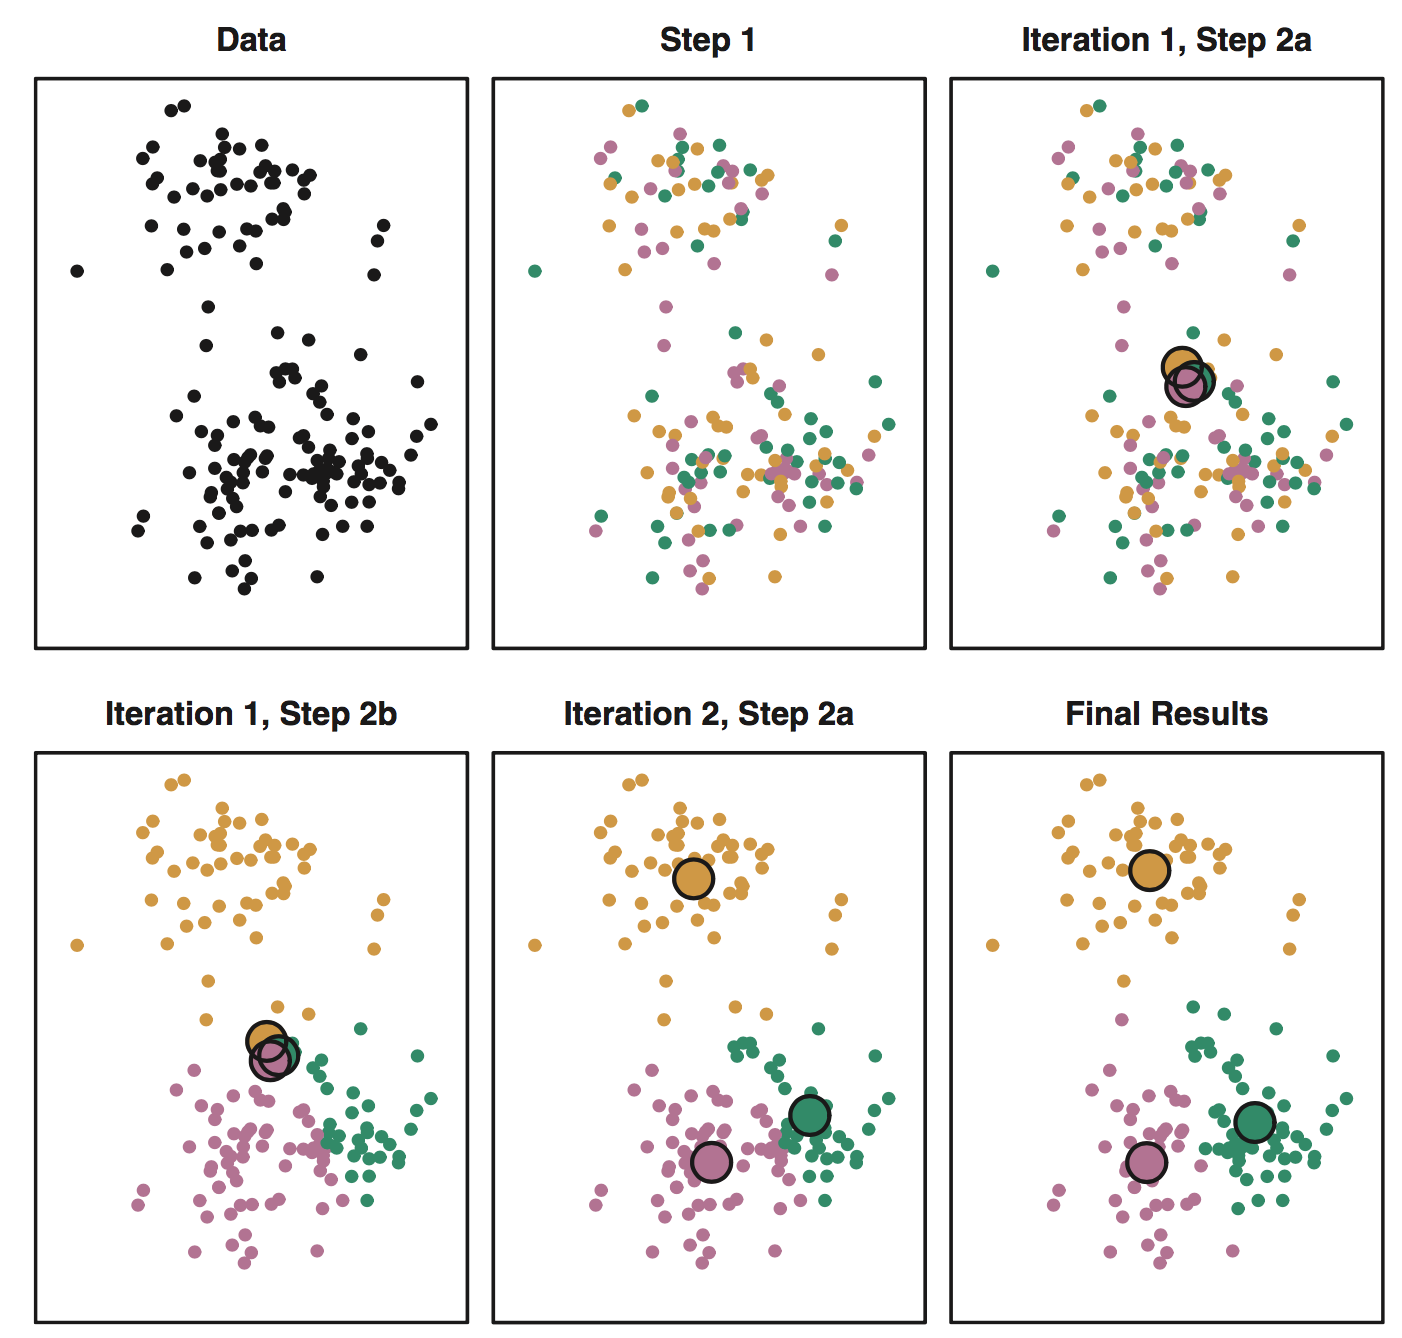 Data
Step 1
Iteration 1, Step 2a
Iteration 1, Step 2b
Iteration 2, Step 2a
Final Results